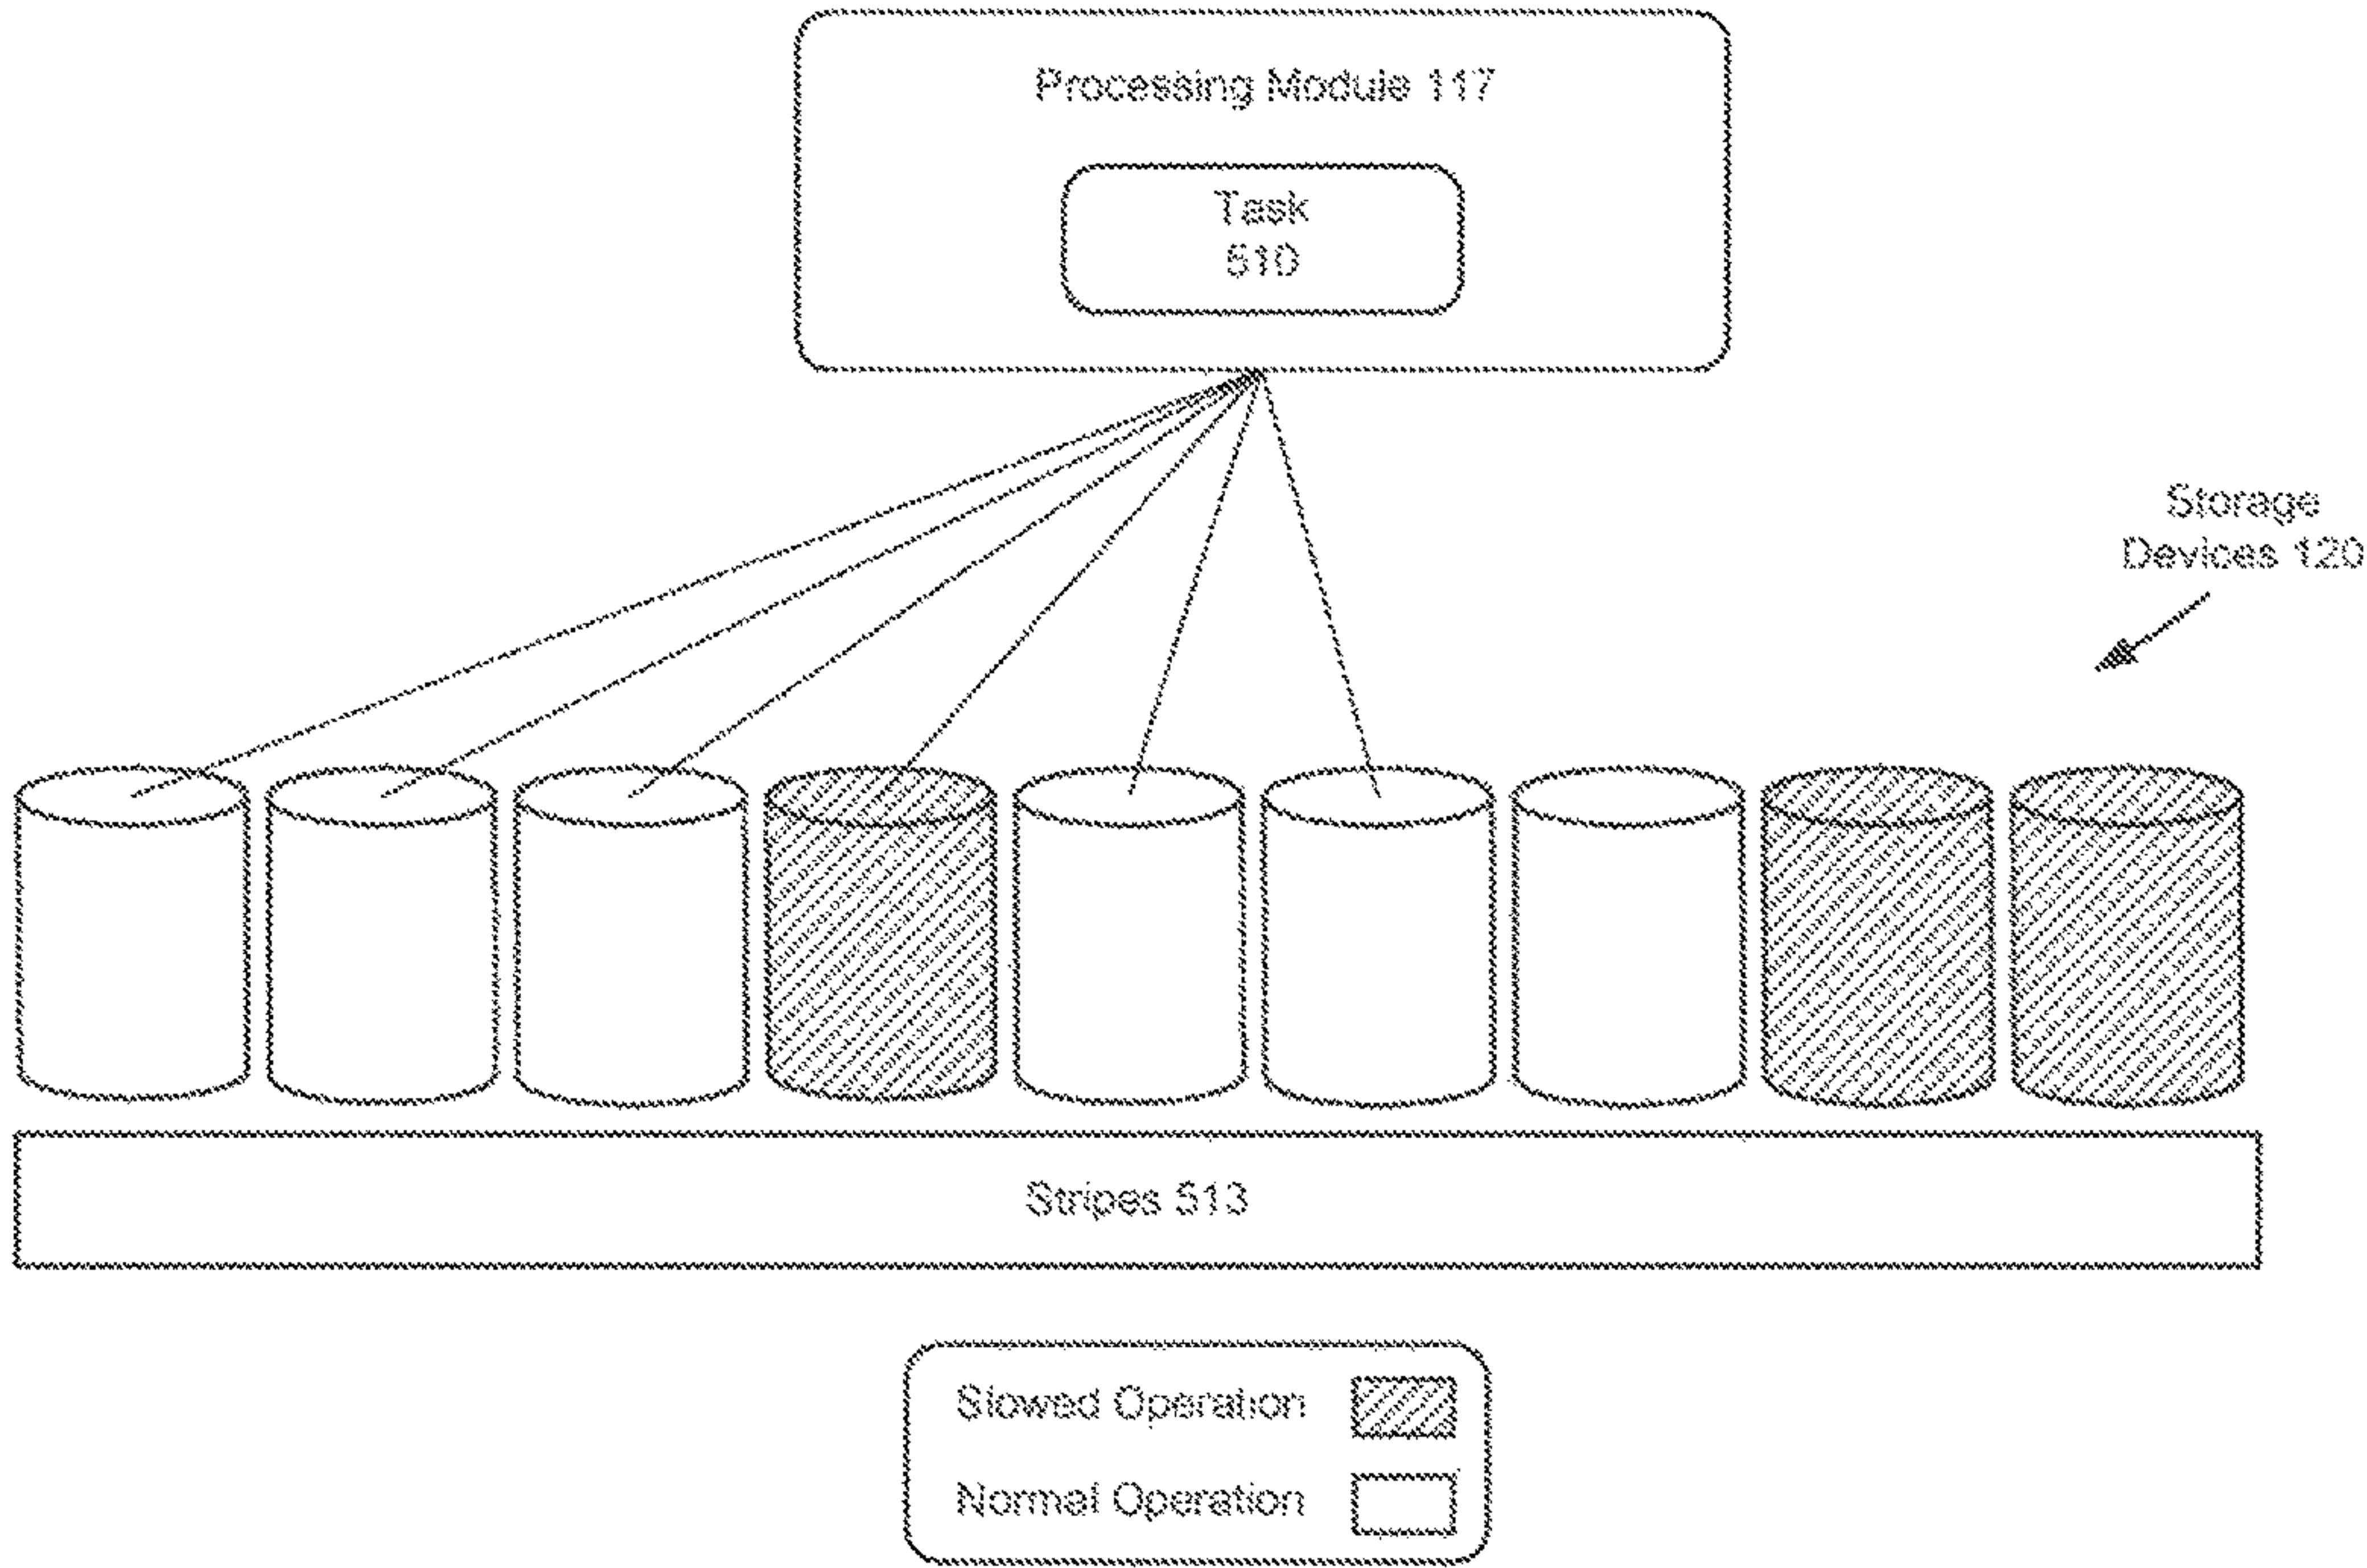 Processing Module 117
Task
510
Storage
Devices 120
Stripes 513
Slowed Operation
Normal Operation